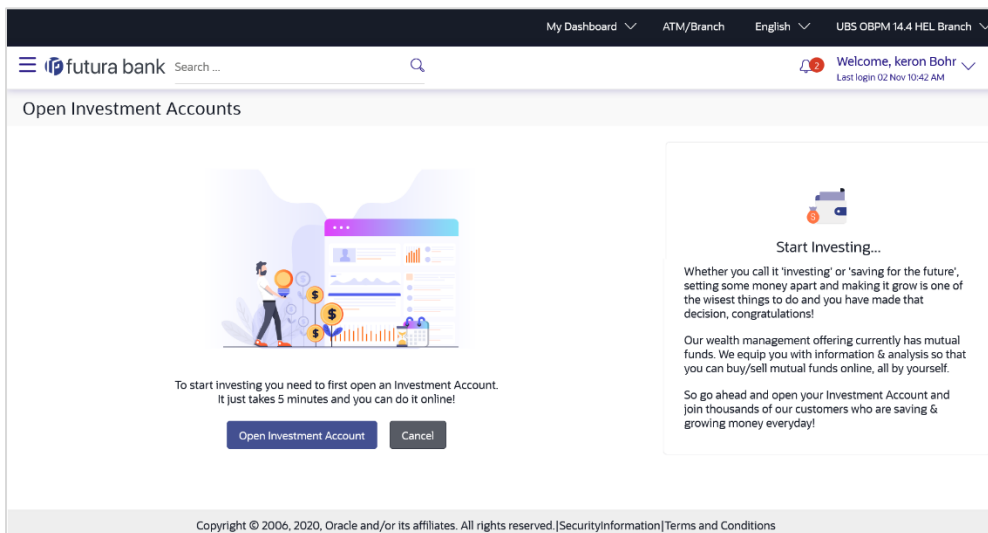 My Dashboard ATM/Branch English UBS OBPM 14.4 HEL Branch
futura bank Search ... 2 Welcome, keron Bohr
Last login 02 Nov 10:42 AM
Open Investment Accounts
To start investing you need to first open an Investment Account.
It just takes 5 minutes and you can do it online!
Open Investment Account Cancel
Start Investing...
Whether you call it 'investing' or 'saving for the future',
setting some money apart and making it grow is one of
the wisest things to do and you have made that
decision, congratulations!
Our wealth management offering currently has mutual
funds. We equip you with information & analysis so that
you can buy/sell mutual funds online, all by yourself.
So go ahead and open your Investment Account and
join thousands of our customers who are saving &
growing money everyday!
Copyright © 2006, 2020, Oracle and/or its affiliates. All rights reserved.|SecurityInformation|Terms and Conditions